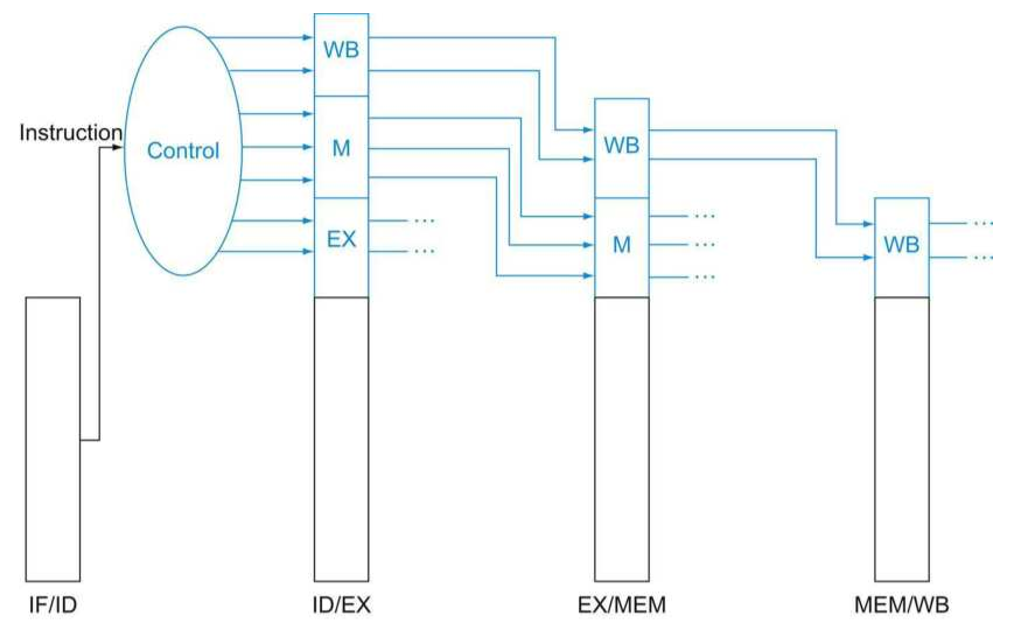 WB
Instruction
Control
M
WB
EX
...
...
M
...
...
...
WB
...
...
IF/ID
ID/EX
EX/MEM
MEM/WB